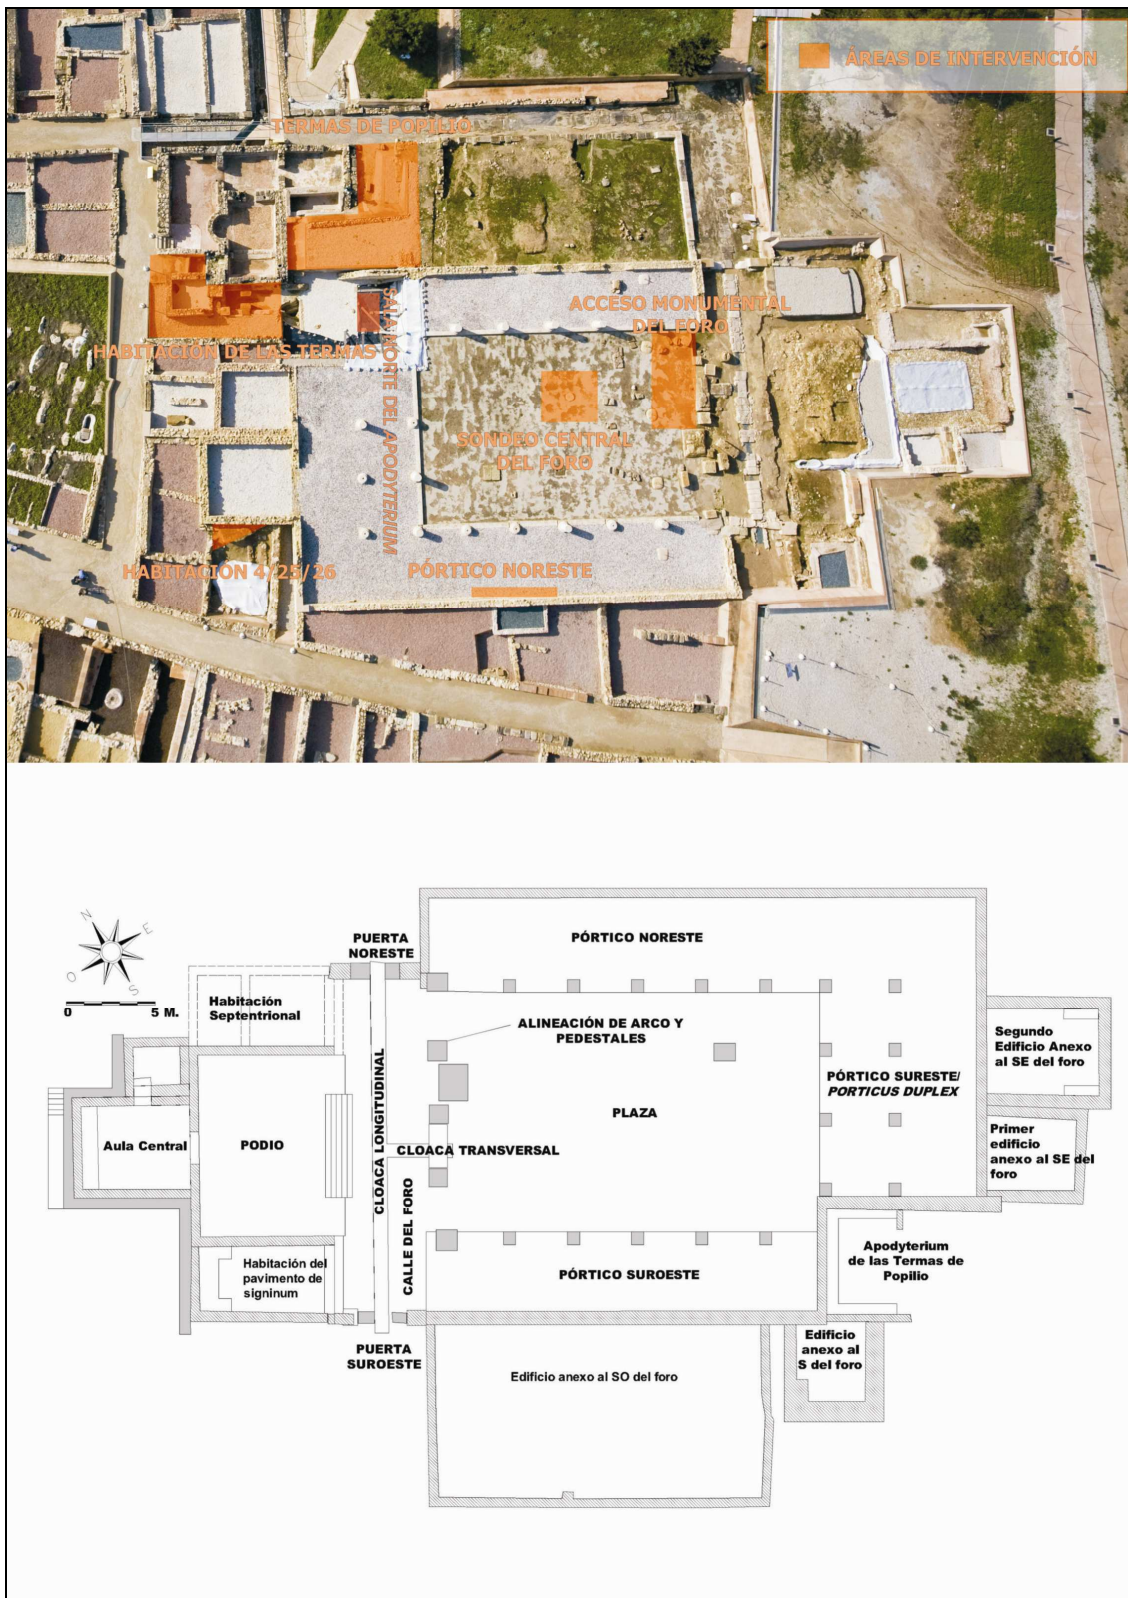 ÁREAS DE INTERVENCIÓN
TERMAS DE POPILIO
ACCESO MONUMENTAL
DEL FORO
HABITACIÓN DE LAS TERMAS
SALA NORTE DEL APODYTERIUM
SONDEO CENTRAL
DEL FORO
HABITACIÓN 4/25/26
PÓRTICO NORESTE
N
E
O
S
0 5 M.
PUERTA
NORESTE
PÓRTICO NORESTE
Habitación
Septentrional
ALINEACIÓN DE ARCO Y
PEDESTALES
Segundo
Edificio Anexo
al SE del foro
PÓRTICO SURESTE/
PORTICUS DUPLEX
PLAZA
Aula Central
PODIO
CLOACA LONGITUDINAL
CLOACA TRANSVERSAL
Primer
edificio
anexo al SE del
foro
CALLE DEL FORO
Habitación del
pavimento de
signinum
PÓRTICO SUROESTE
Apodyterium
de las Termas de
Popilio
PUERTA
SUROESTE
Edificio
anexo al
S del foro
Edificio anexo al SO del foro